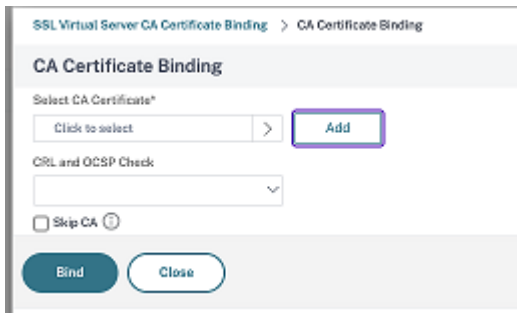 SSL Virtual Server CA Certificate Binding > CA Certificate Binding
CA Certificate Binding
Select CA Certificate*
Click to select > Add
CRL and OCSP Check
Skip CA
Bind Close